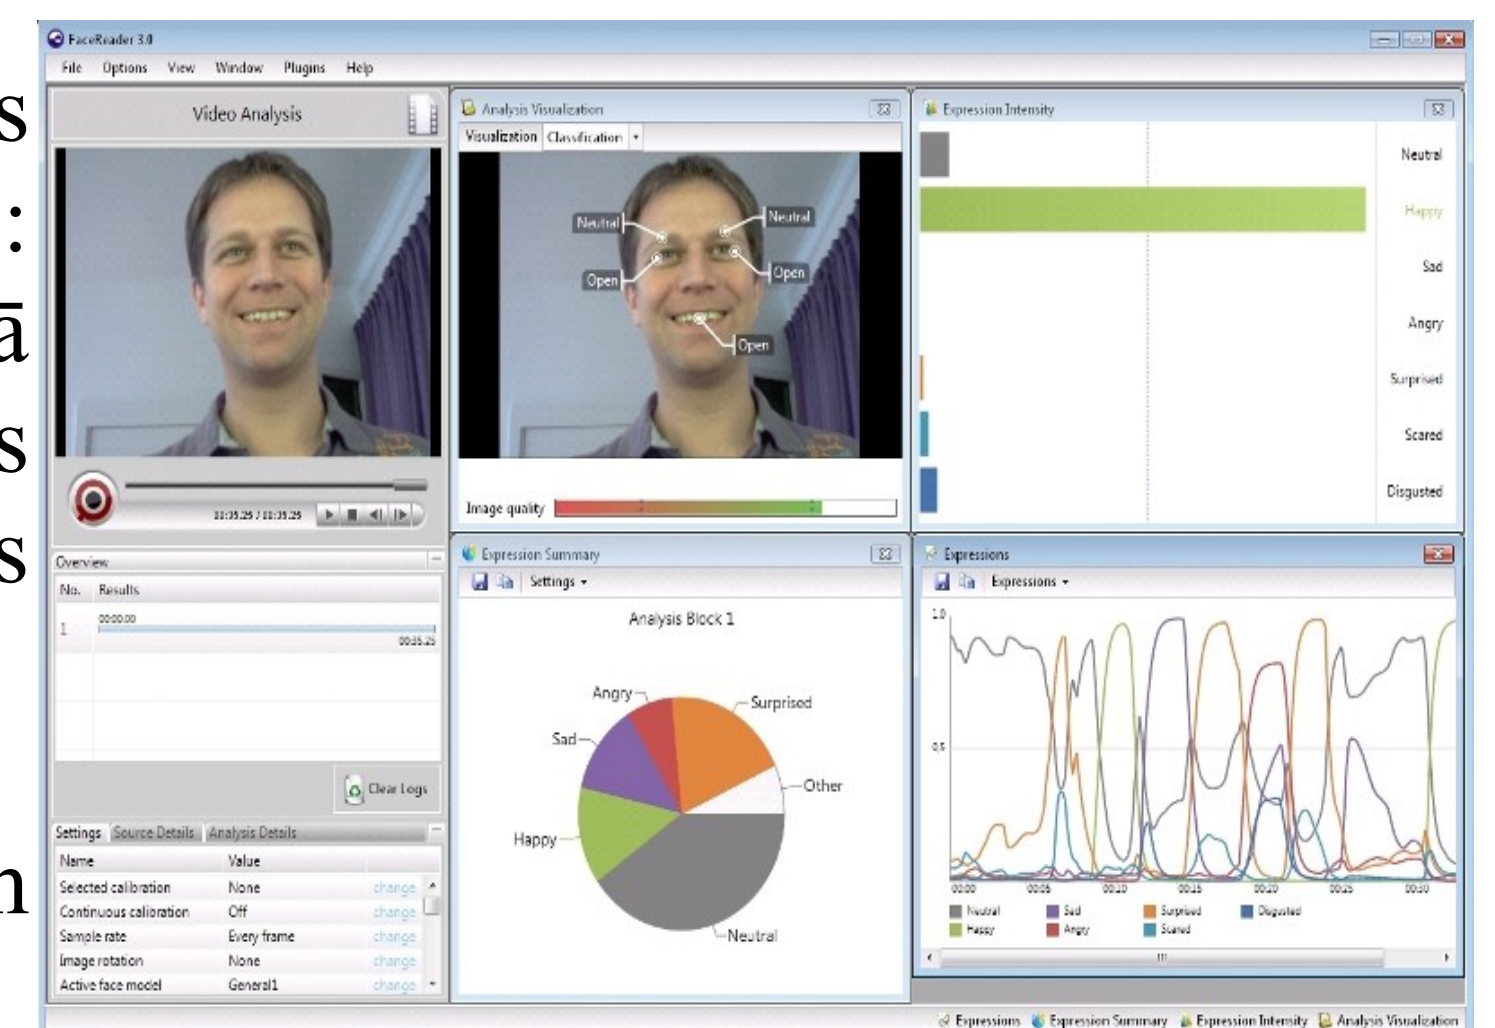 s
:
ā
s
s
n
FaceReader 3.0
File Options View Window Plugins Help
Video Analysis
00:35.25 / 00:35.25
Overview
No. Results
1 00:00.00
00:35.25
Clear Logs
Settings Source Details Analysis Details
Name Value
Selected calibration None change
Continuous calibration Off change
Sample rate Every frame change
Image rotation None change
Active face model General1 change
Analysis Visualization
Visualization Classification
Neutral Neutral
Open Open
Open
Image quality
Expression Intensity
Neutral
Happy
Sad
Angry
Surprised
Scared
Disgusted
Expression Summary
Settings
Analysis Block 1
Angry
Surprised
Sad
Other
Happy
Neutral
Expressions
Expressions
1.0
0.5
00:00 00:05 00:10 00:15 00:20 00:25 00:30
Neutral Sad Surprised Disgusted
Happy Angry Scared
Expressions Expression Summary Expression Intensity Analysis Visualization